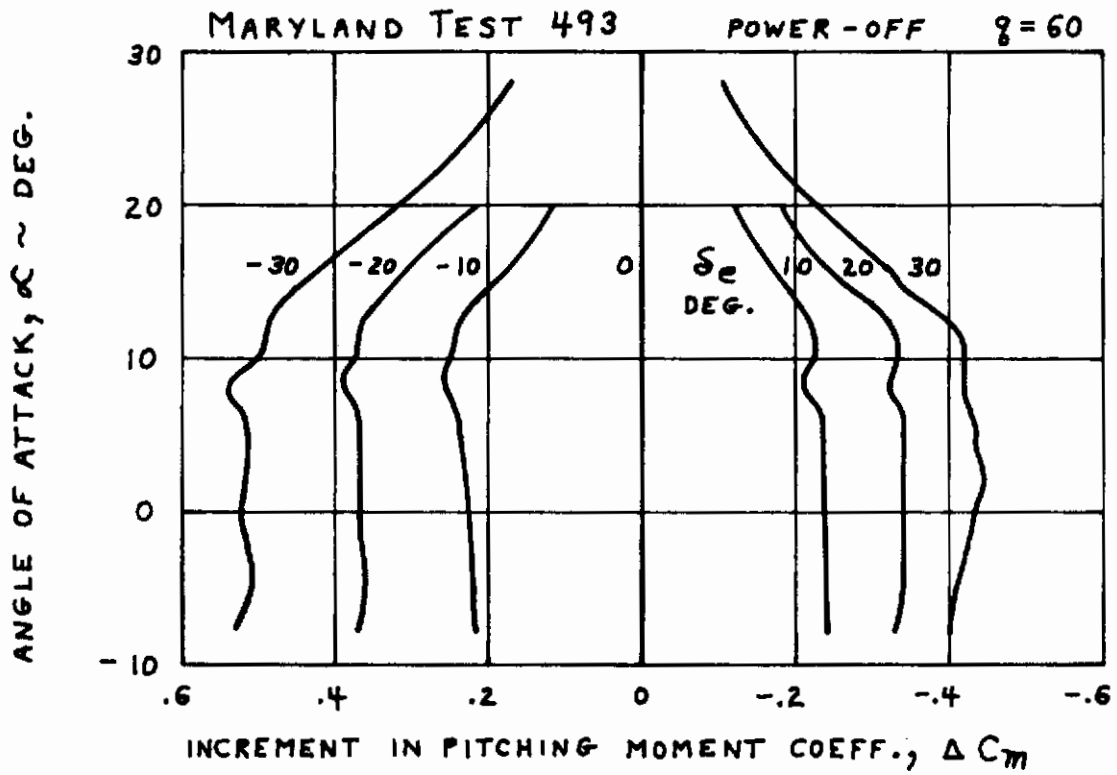 MARYLAND TEST 493 POWER-OFF q=60
30
20
10
0
-10
ANGLE OF ATTACK, α ~ DEG.
-30 -20 -10 0 δe 10 20 30
DEG.
.6 .4 .2 0 -.2 -.4 -.6
INCREMENT IN PITCHING MOMENT COEFF., Δ Cm